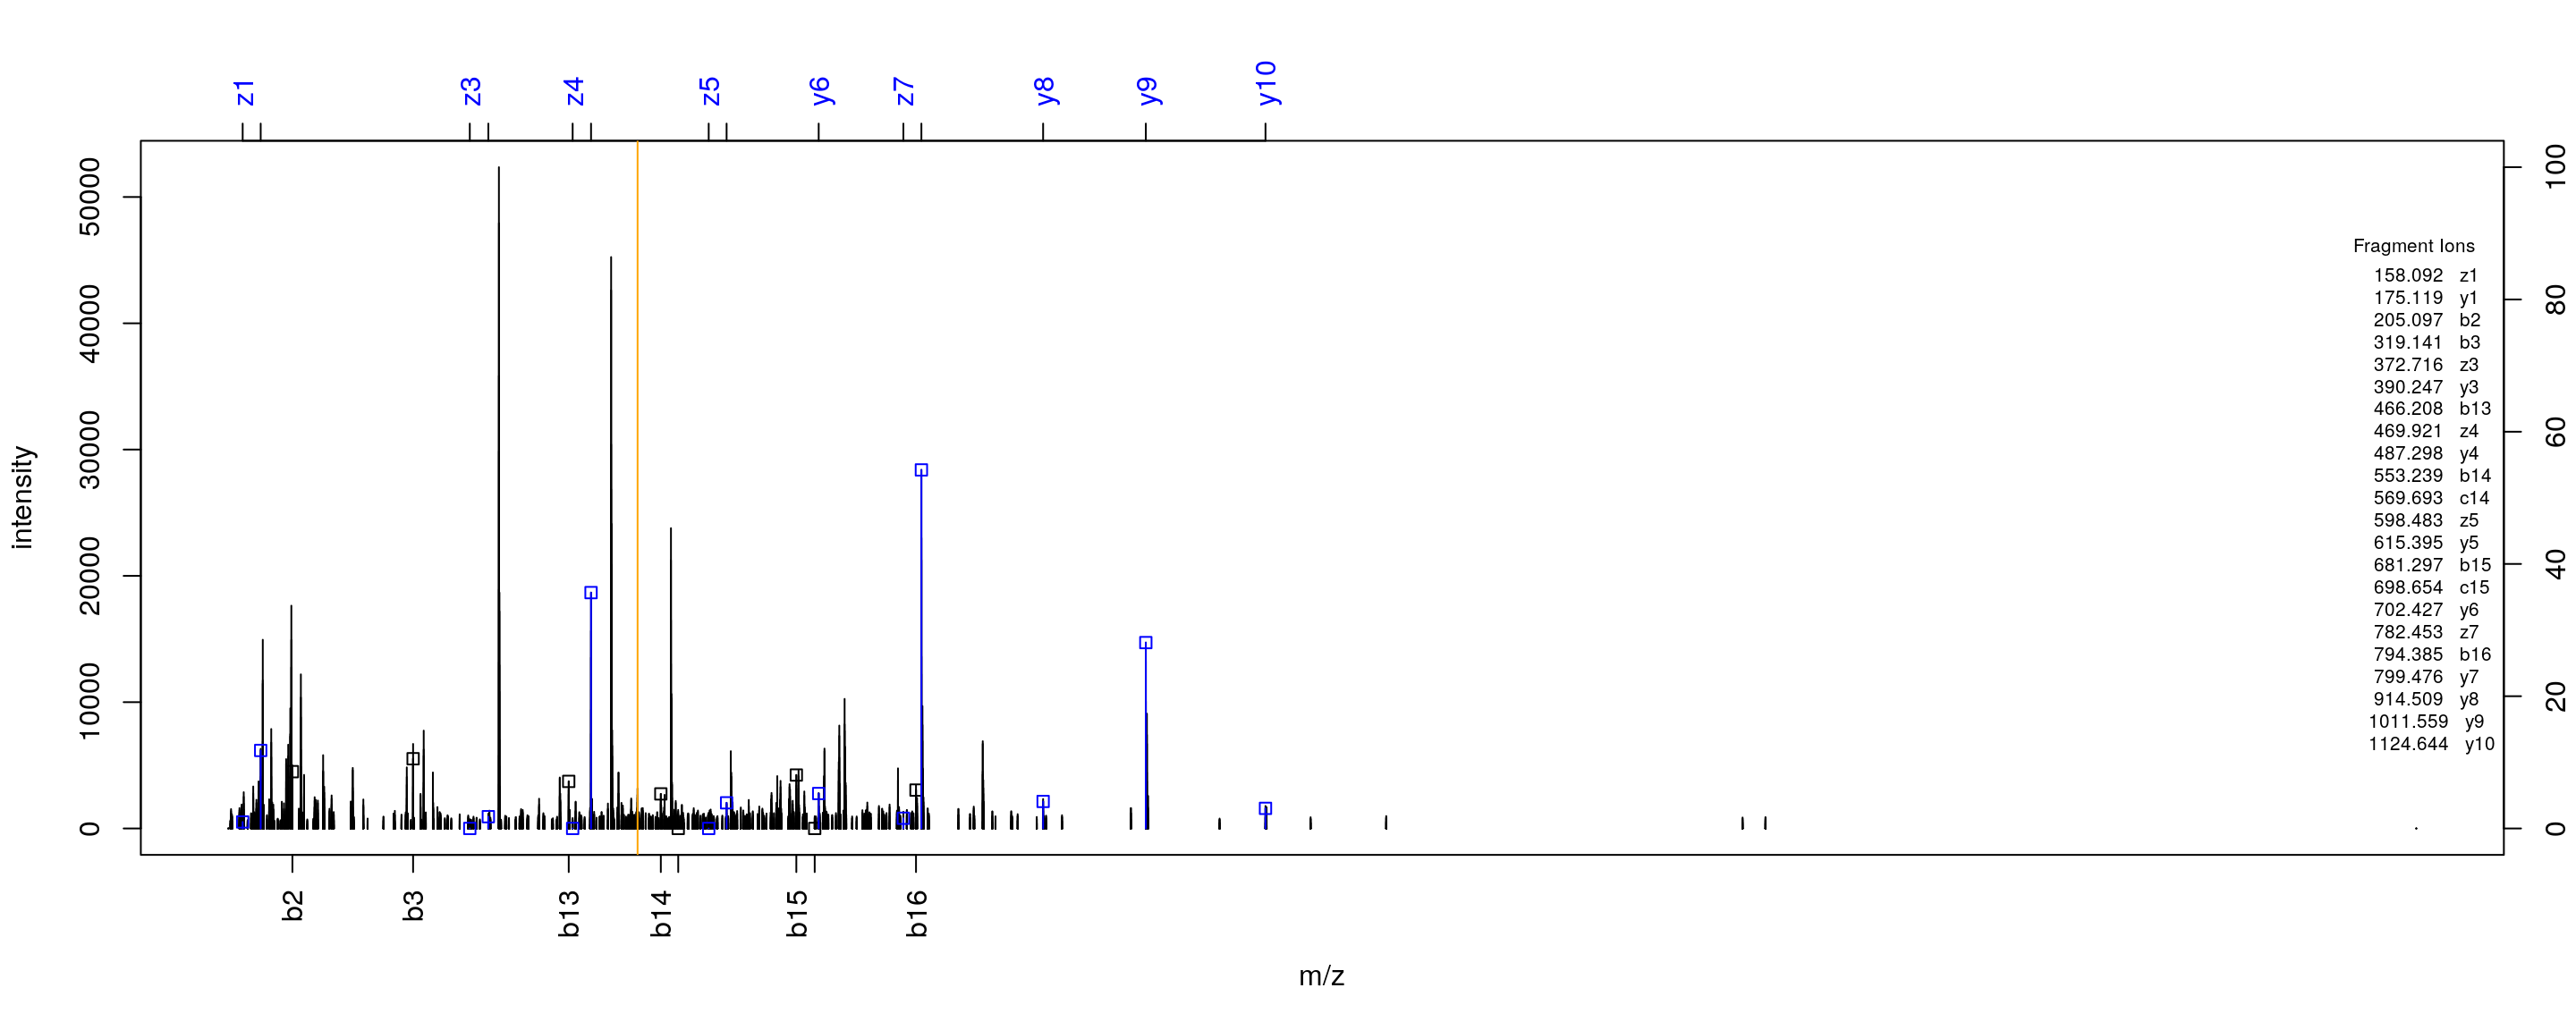 z1 z3 z4 z5 y6 z7 y8 y9 y10
intensity
0 10000 20000 30000 40000 50000
0 20 40 60 80 100
Fragment Ions
158.092 z1
175.119 y1
205.097 b2
319.141 b3
372.716 z3
390.247 y3
466.208 b13
469.921 z4
487.298 y4
553.239 b14
569.693 c14
598.483 z5
615.395 y5
681.297 b15
698.654 c15
702.427 y6
782.453 z7
794.385 b16
799.476 y7
914.509 y8
1011.559 y9
1124.644 y10
b2 b3 b13 b14 b15 b16
m/z